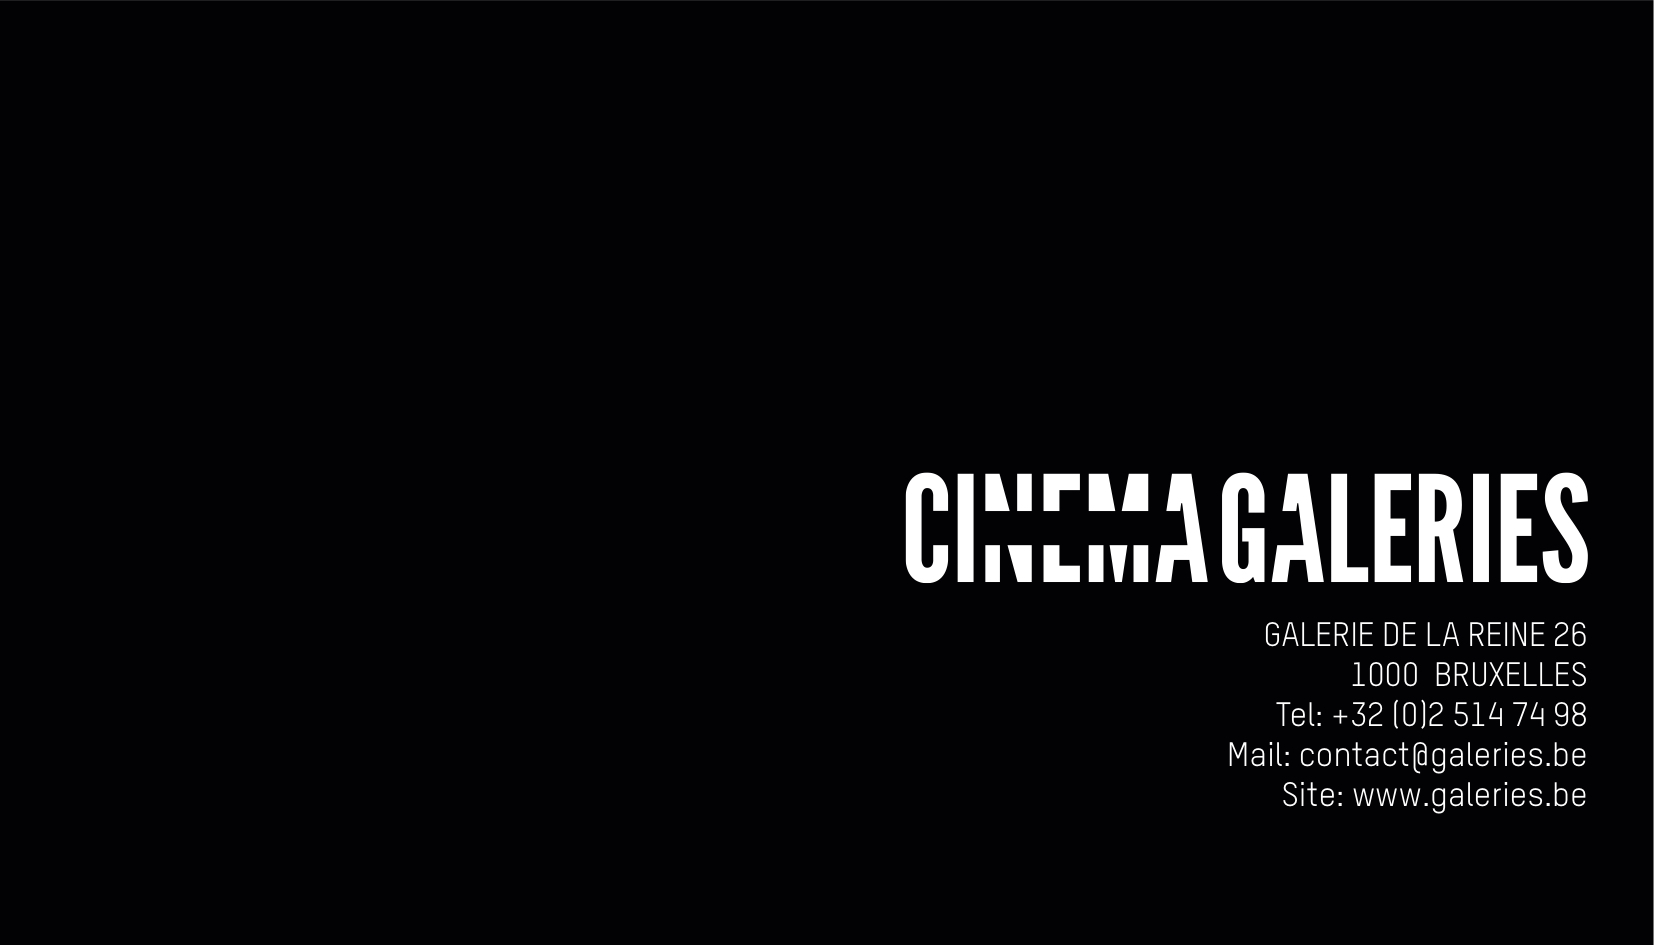 CINEMA GALERIES
GALERIE DE LA REINE 26
1000 BRUXELLES
Tel: +32 (0)2 514 74 98
Mail: contact@galeries.be
Site: www.galeries.be